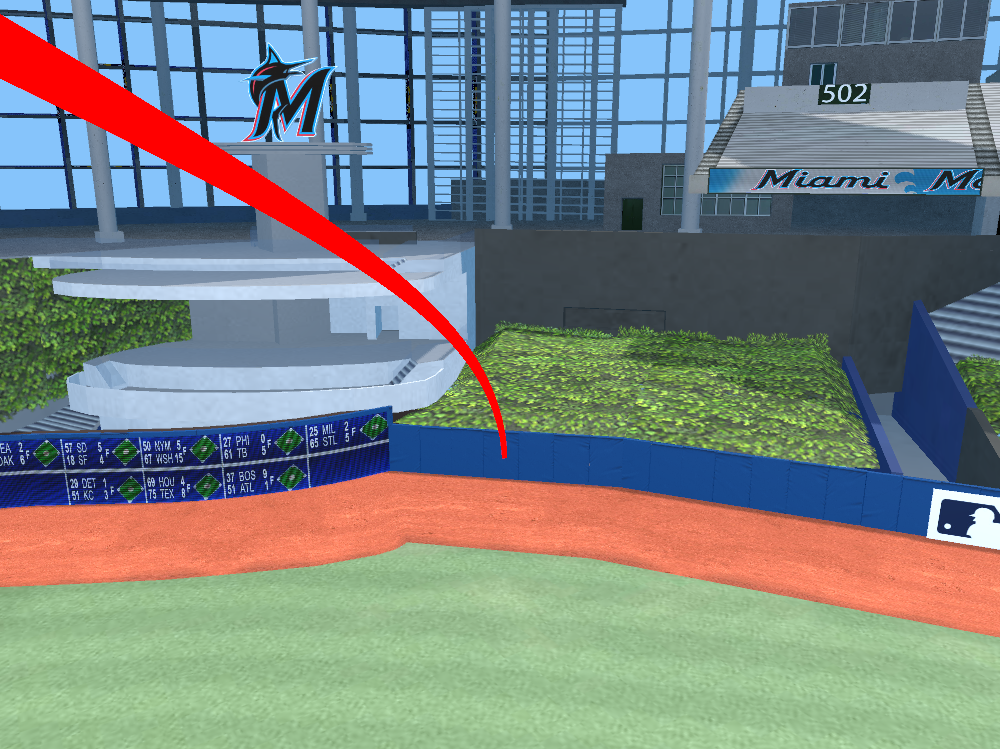 M
502
Miami
EA 2 57 SD 5 50 NYM 5 27 PHI 0 25 MIL 2
OAK 6 F 18 SF 4 F 67 WSH 15 F 61 TB 5 F 65 STL 5 F
29 DET 1 69 HOU 4 37 BOS 9
51 KC 3 F 75 TEX 8 F 51 ATL 1 F